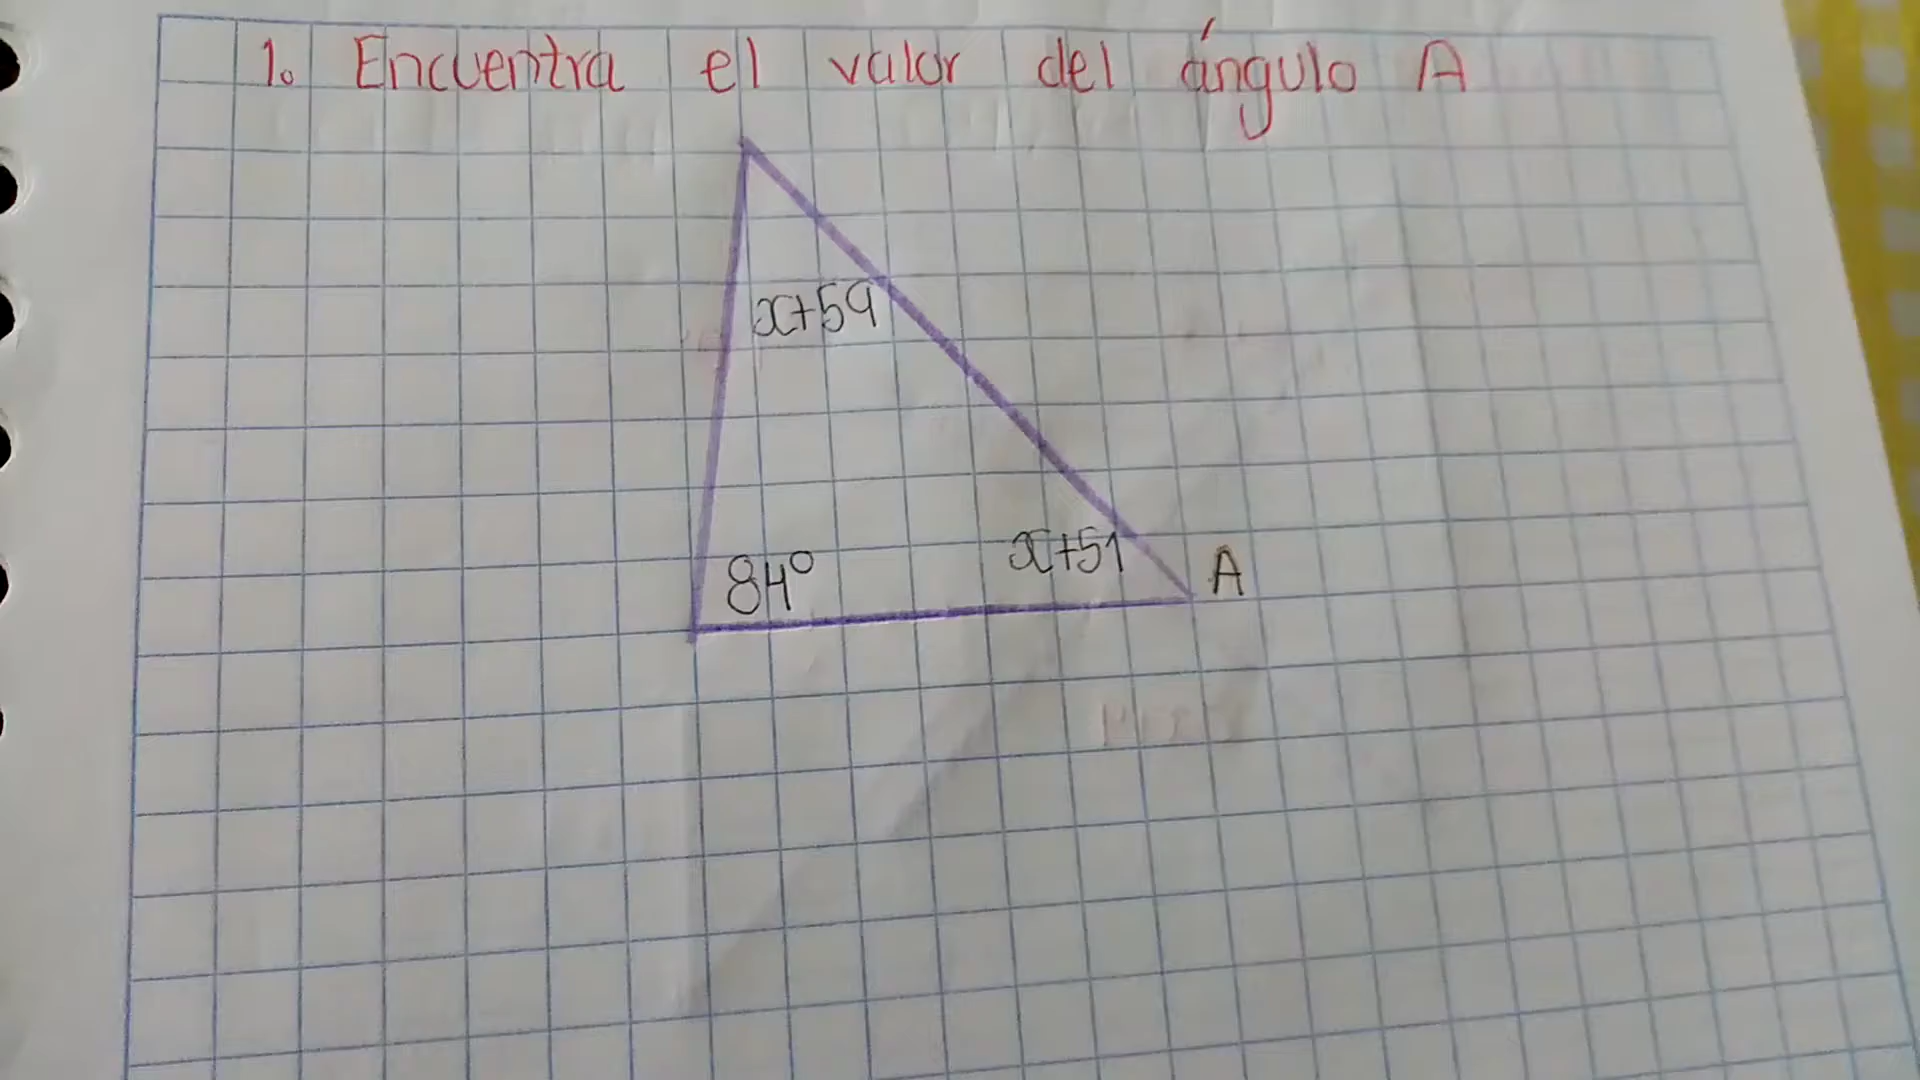 1. Encuentra el valor del ángulo A
x+59
84° x+51 A